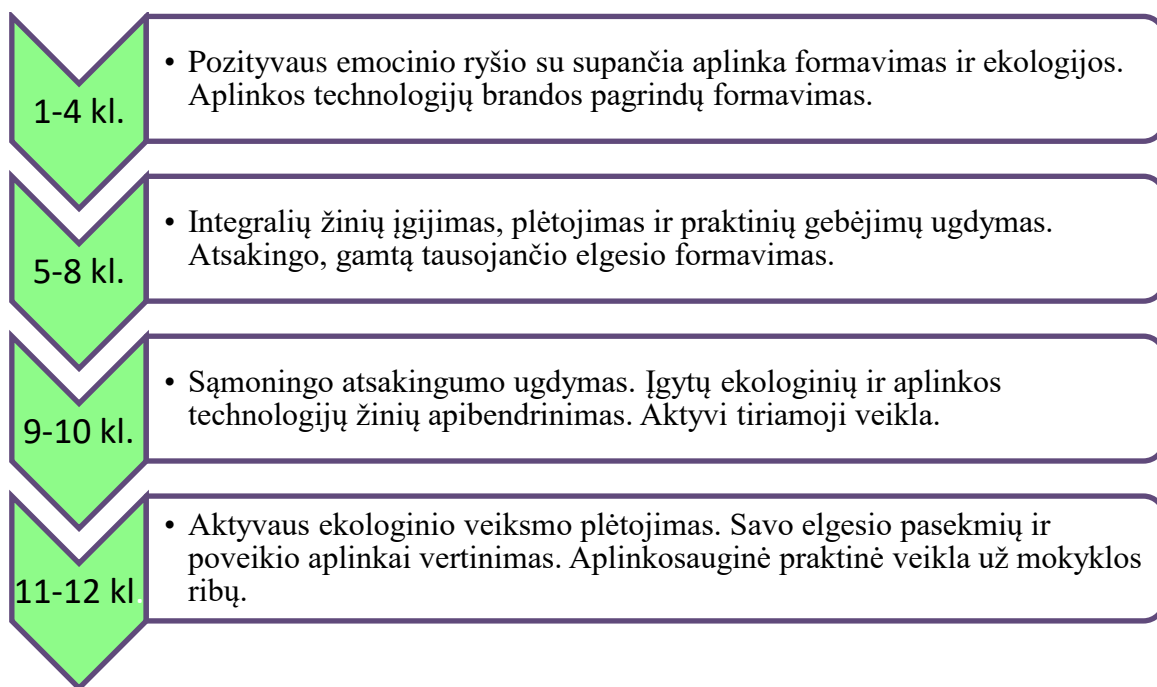 1-4 kl.
• Pozityvaus emocinio ryšio su supančia aplinka formavimas ir ekologijos.
Aplinkos technologijų brandos pagrindų formavimas.
5-8 kl.
• Integralių žinių įgijimas, plėtojimas ir praktinių gebėjimų ugdymas.
Atsakingo, gamtą tausojančio elgesio formavimas.
9-10 kl.
• Sąmoningo atsakingumo ugdymas. Įgytų ekologinių ir aplinkos
technologijų žinių apibendrinimas. Aktyvi tiriamoji veikla.
11-12 kl.
• Aktyvaus ekologinio veiksmo plėtojimas. Savo elgesio pasekmių ir
poveikio aplinkai vertinimas. Aplinkosauginė praktinė veikla už mokyklos
ribų.